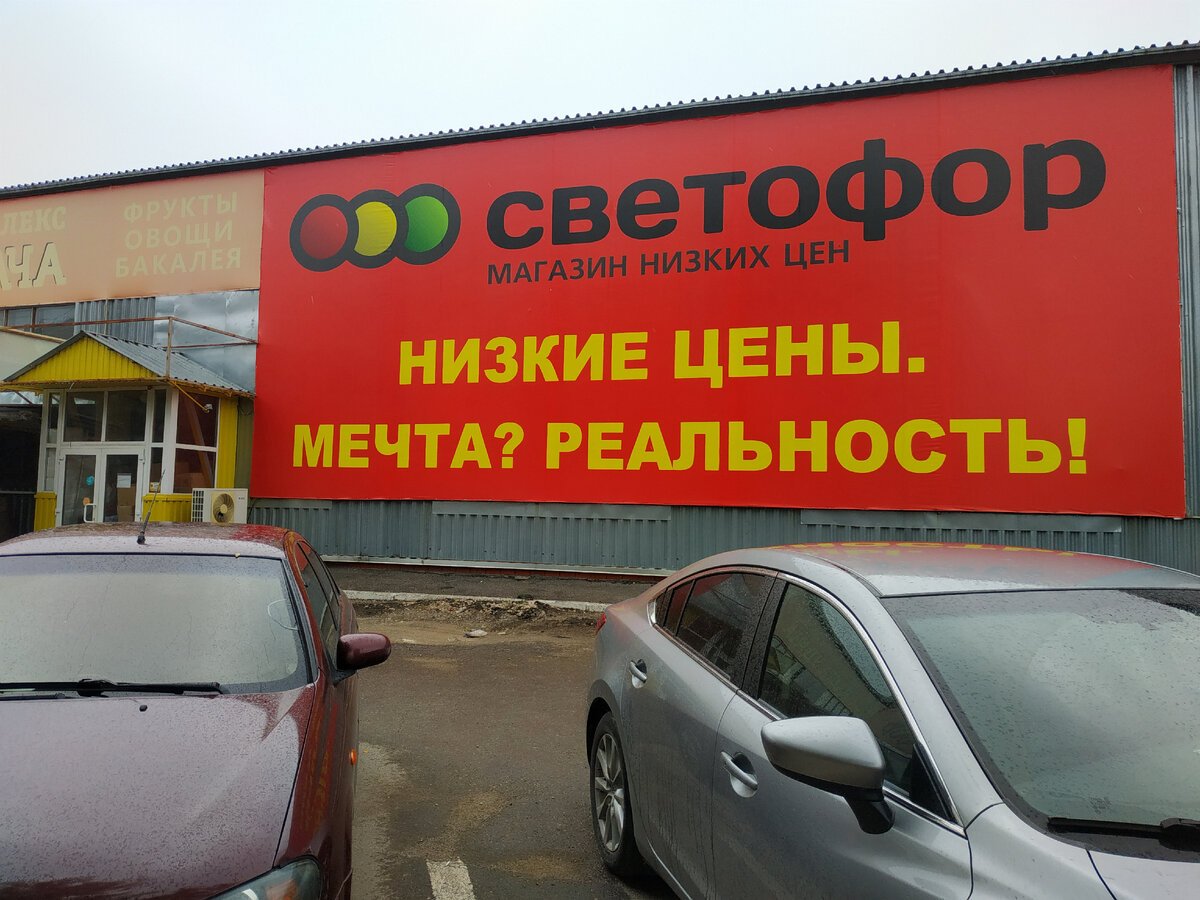 ФРУКТЫ
ОВОЩИ
БАКАЛЕЯ
светофор
МАГАЗИН НИЗКИХ ЦЕН
НИЗКИЕ ЦЕНЫ.
МЕЧТА? РЕАЛЬНОСТЬ!